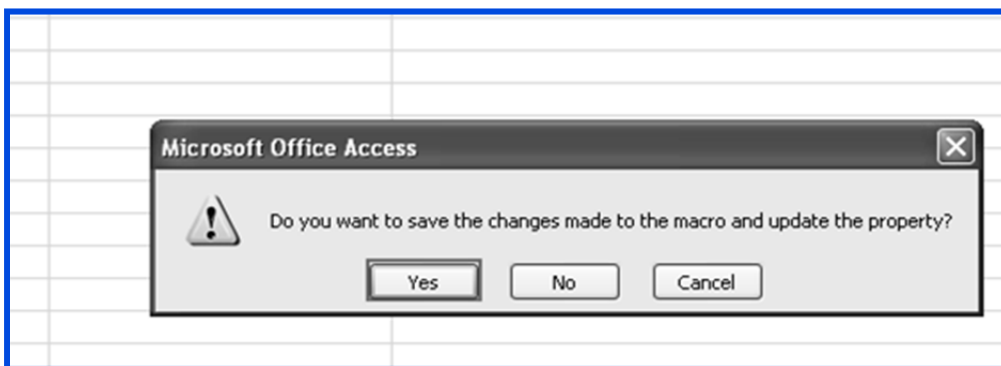 Microsoft Office Access
Do you want to save the changes made to the macro and update the property?
Yes
No
Cancel